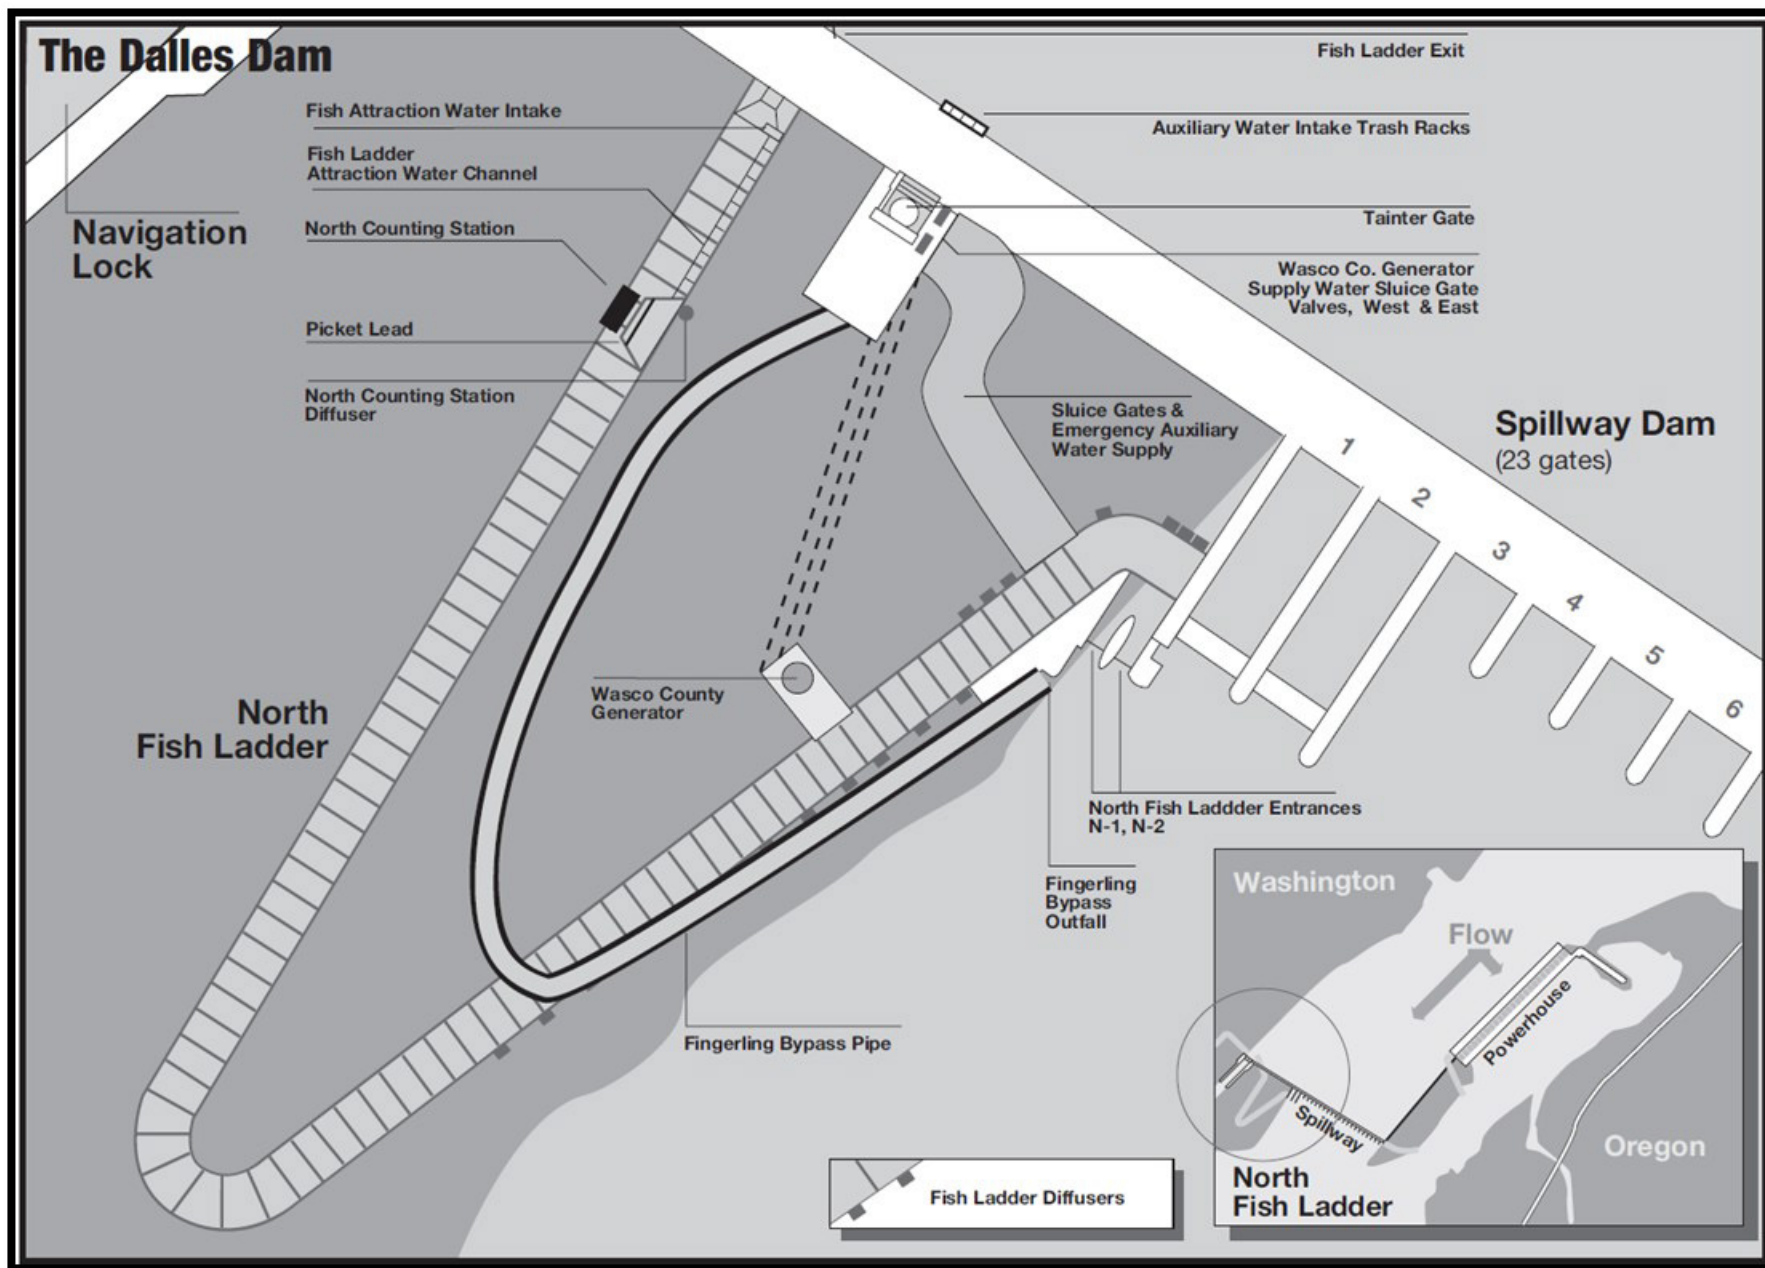 The Dalles Dam
Fish Ladder Exit
Fish Attraction Water Intake
Auxiliary Water Intake Trash Racks
Fish Ladder
Attraction Water Channel
Tainter Gate
North Counting Station
Navigation
Lock
Wasco Co. Generator
Supply Water Sluice Gate
Valves, West & East
Picket Lead
North Counting Station
Diffuser
Sluice Gates &
Emergency Auxiliary
Water Supply
Spillway Dam
(23 gates)
1
2
3
4
5
6
Wasco County
Generator
North
Fish Ladder
North Fish Laddder Entrances
N-1, N-2
Fingerling
Bypass
Outfall
Fingerling Bypass Pipe
Fish Ladder Diffusers
Washington
Flow
Powerhouse
Spillway
Oregon
North
Fish Ladder